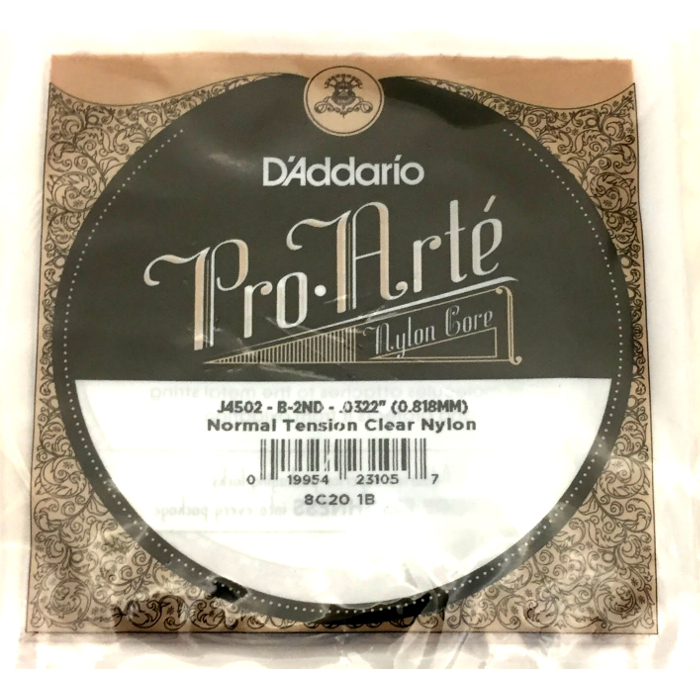 D'Addario
Pro·Arté
Nylon Core
J4502 - B-2ND - .0322" (0.818MM)
Normal Tension Clear Nylon
0 19954 23105 7
8C20 1B